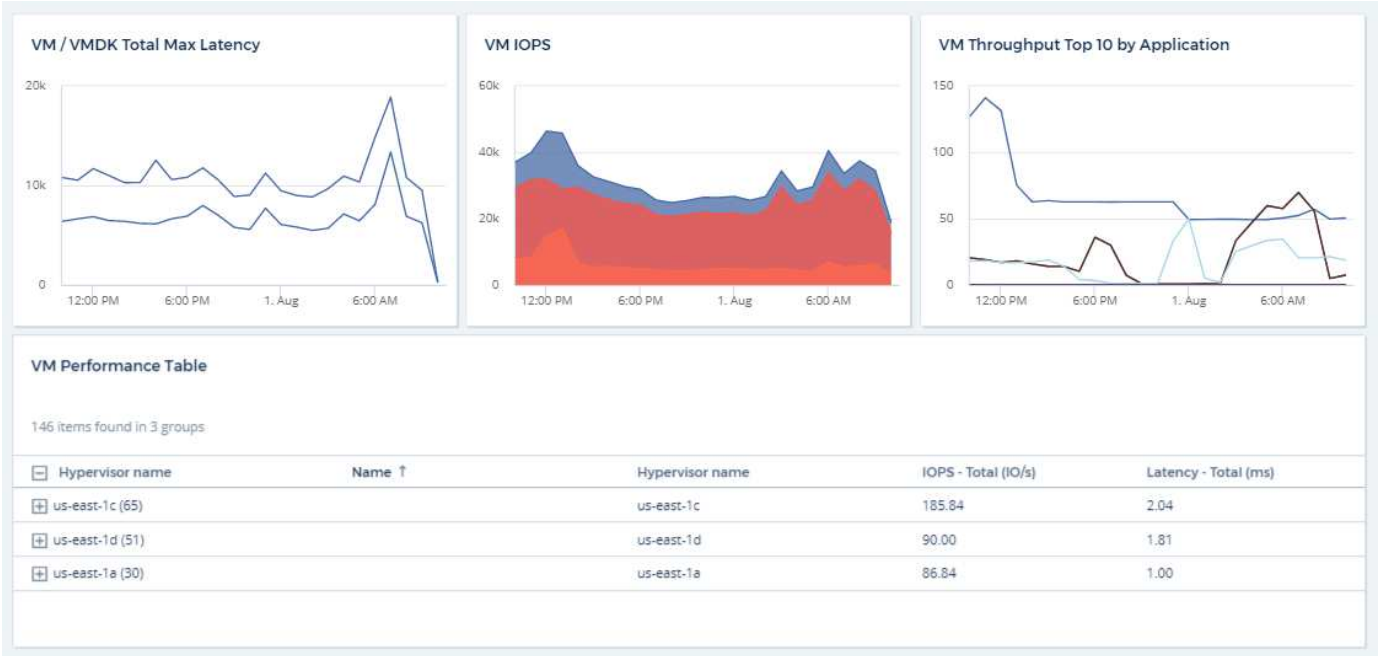 VM / VMDK Total Max Latency
20k
10k
0
12:00 PM 6:00 PM 1. Aug 6:00 AM
VM IOPS
60k
40k
20k
0
12:00 PM 6:00 PM 1. Aug 6:00 AM
VM Throughput Top 10 by Application
150
100
50
0
12:00 PM 6:00 PM 1. Aug 6:00 AM
VM Performance Table
146 items found in 3 groups
Hypervisor name Name ↑ Hypervisor name IOPS - Total (IO/s) Latency - Total (ms)
us-east-1c (65) us-east-1c 185.84 2.04
us-east-1d (51) us-east-1d 90.00 1.81
us-east-1a (30) us-east-1a 86.84 1.00